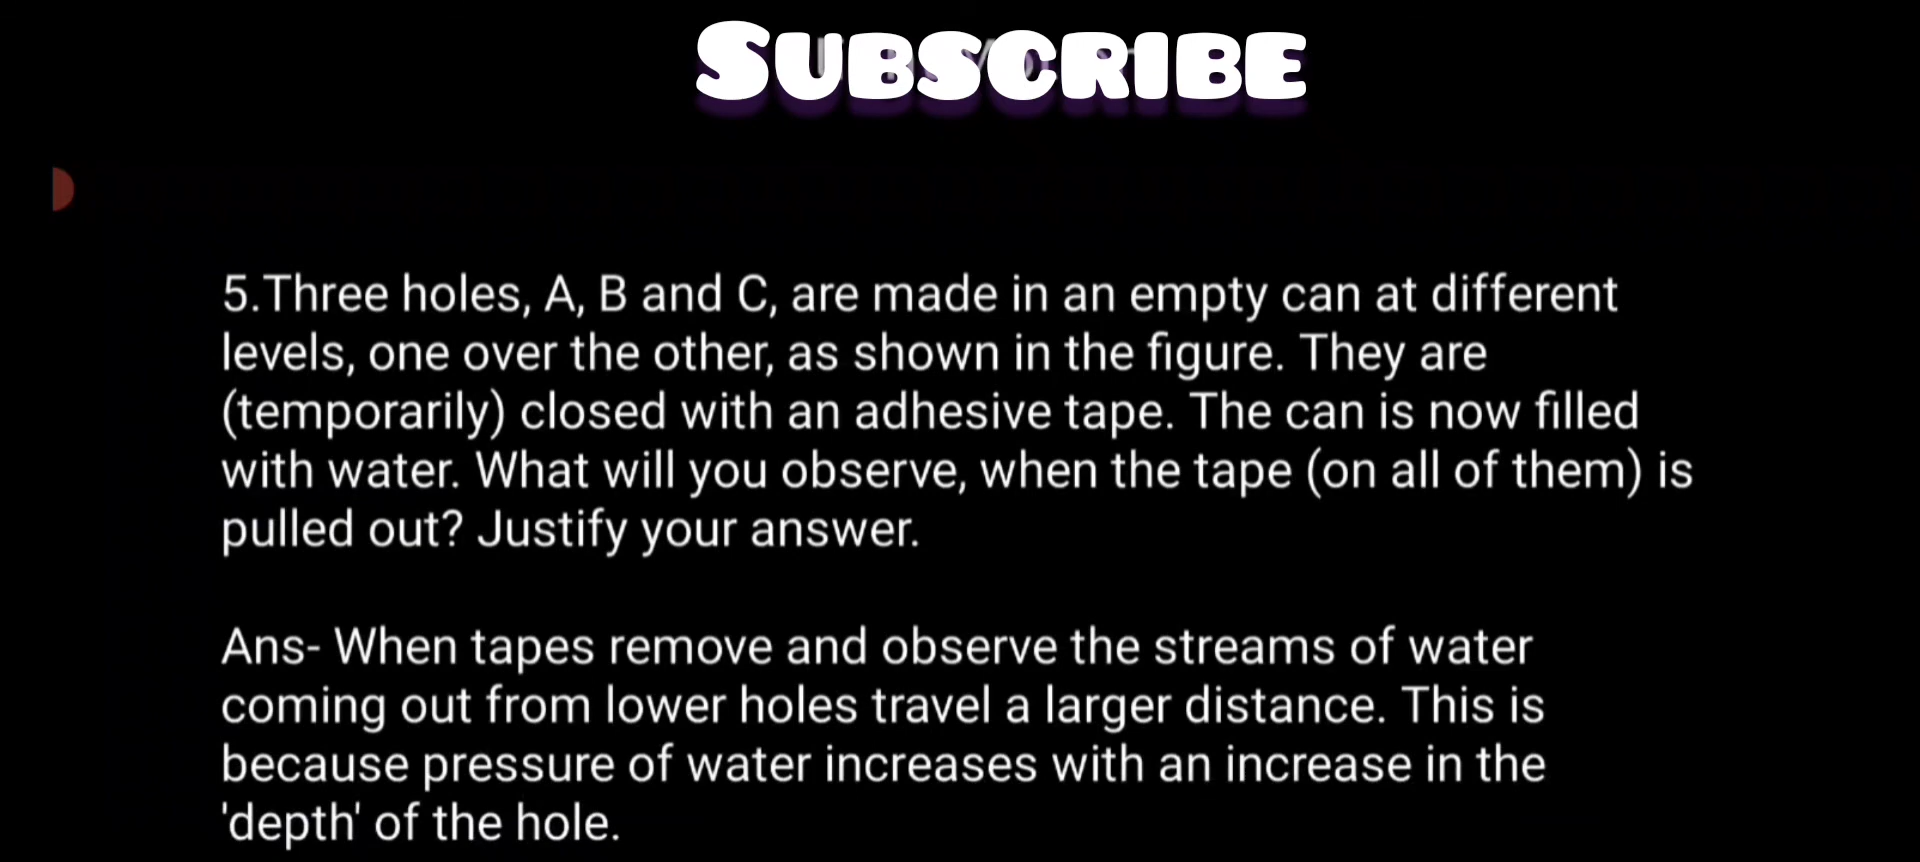 SUBSCRIBE
5.Three holes, A, B and C, are made in an empty can at different
levels, one over the other, as shown in the figure. They are
(temporarily) closed with an adhesive tape. The can is now filled
with water. What will you observe, when the tape (on all of them) is
pulled out? Justify your answer.
Ans- When tapes remove and observe the streams of water
coming out from lower holes travel a larger distance. This is
because pressure of water increases with an increase in the
'depth' of the hole.